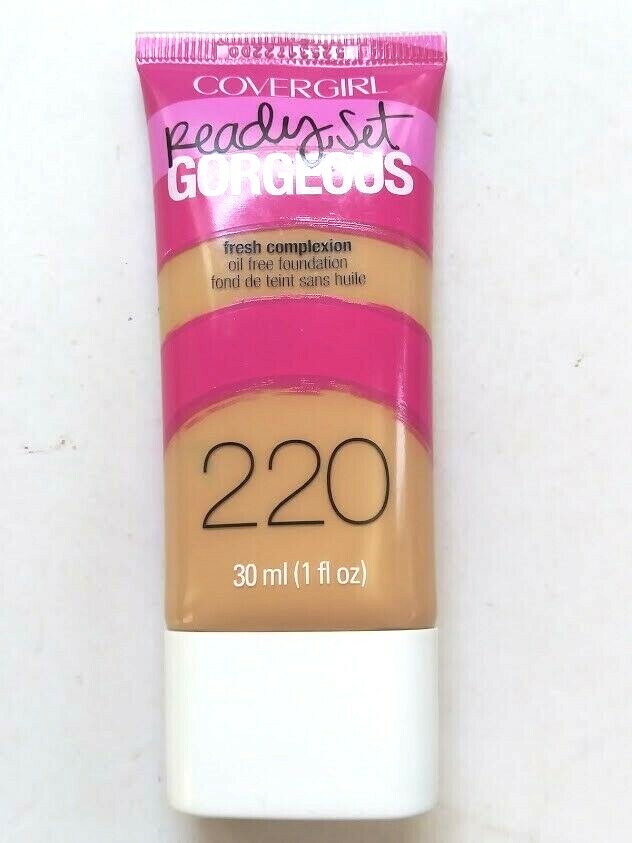 COVERGIRL
Ready, Set
GORGEOUS
fresh complexion
oil free foundation
fond de teint sans huile
220
30 ml (1 fl oz)